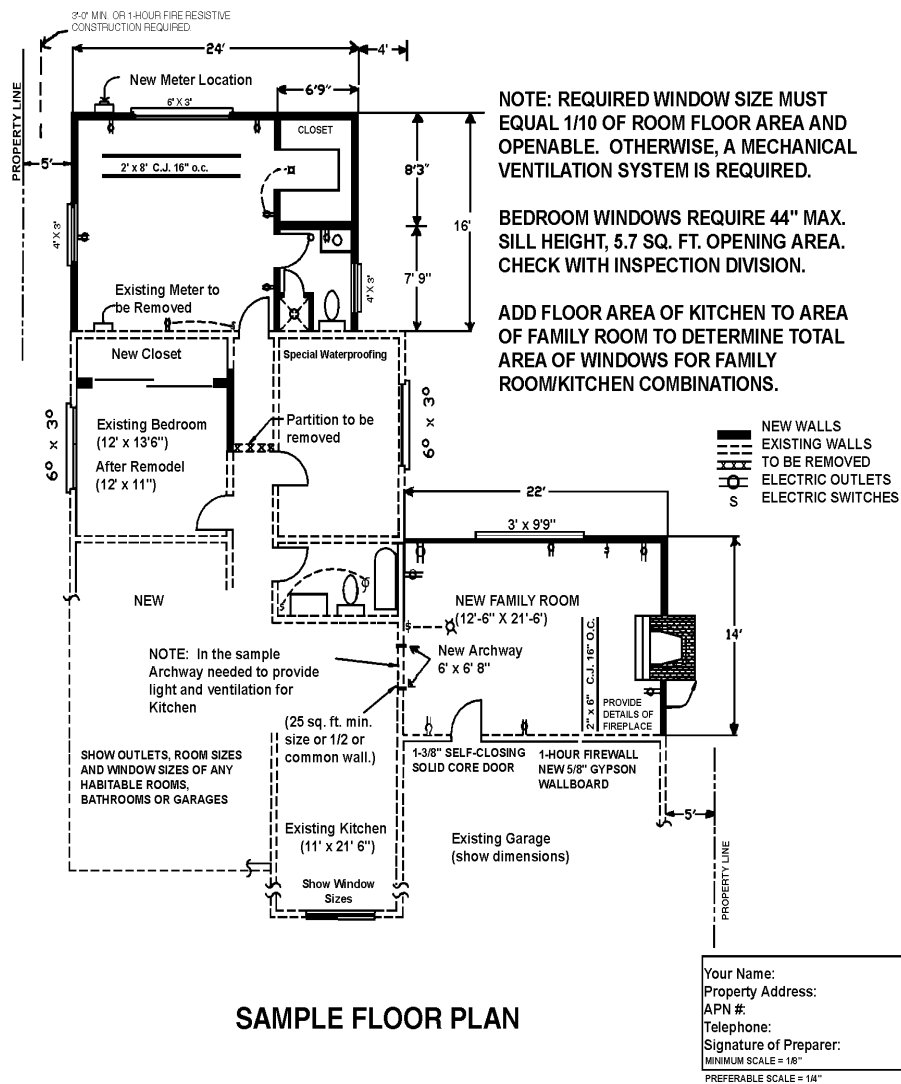 3'-0" MIN. OR 1-HOUR FIRE RESISTIVE
CONSTRUCTION REQUIRED.
24'
4'
New Meter Location
6'9"
6' X 3'
PROPERTY LINE
5'
CLOSET
2' x 8' C.J. 16" o.c.
8'3"
16'
4' X 3'
7' 9"
4' X 3'
Existing Meter to
be Removed
NOTE: REQUIRED WINDOW SIZE MUST
EQUAL 1/10 OF ROOM FLOOR AREA AND
OPENABLE. OTHERWISE, A MECHANICAL
VENTILATION SYSTEM IS REQUIRED.
BEDROOM WINDOWS REQUIRE 44" MAX.
SILL HEIGHT, 5.7 SQ. FT. OPENING AREA.
CHECK WITH INSPECTION DIVISION.
ADD FLOOR AREA OF KITCHEN TO AREA
OF FAMILY ROOM TO DETERMINE TOTAL
AREA OF WINDOWS FOR FAMILY
ROOM/KITCHEN COMBINATIONS.
New Closet
Special Waterproofing
6° x 3°
Existing Bedroom
(12' x 13'6")
After Remodel
(12' x 11")
Partition to be
removed
6° x 3°
NEW WALLS
EXISTING WALLS
TO BE REMOVED
ELECTRIC OUTLETS
S ELECTRIC SWITCHES
22'
3' x 9'9"
NEW
S
S
$
NEW FAMILY ROOM
(12'-6" X 21'-6')
14'
New Archway
6' x 6' 8"
2" x 6" C.J. 16" O.C.
PROVIDE
DETAILS OF
FIREPLACE
NOTE: In the sample
Archway needed to provide
light and ventilation for
Kitchen
(25 sq. ft. min.
size or 1/2 or
common wall.)
SHOW OUTLETS, ROOM SIZES
AND WINDOW SIZES OF ANY
HABITABLE ROOMS,
BATHROOMS OR GARAGES
1-3/8" SELF-CLOSING
SOLID CORE DOOR
1-HOUR FIREWALL
NEW 5/8" GYPSON
WALLBOARD
5'
Existing Kitchen
(11' x 21' 6")
Existing Garage
(show dimensions)
PROPERTY LINE
Show Window
Sizes
SAMPLE FLOOR PLAN
Your Name:
Property Address:
APN #:
Telephone:
Signature of Preparer:
MINIMUM SCALE = 1/8"
PREFERABLE SCALE = 1/4"